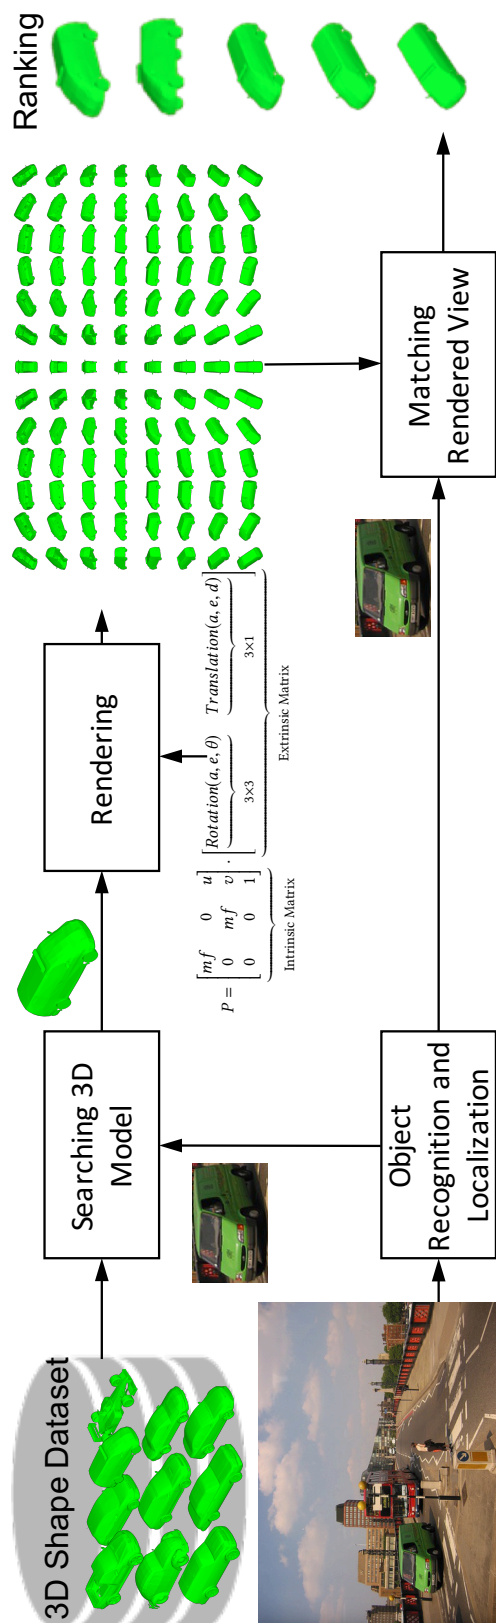 3D Shape Dataset
Searching 3D
Model
Rendering
Ranking
P = [ mf 0 u
0 mf v
0 0 1 ] · [ Rotation(a, e, θ) Translation(a, e, d) ]
3×3 3×1
Intrinsic Matrix
Extrinsic Matrix
Object
Recognition and
Localization
Matching
Rendered View